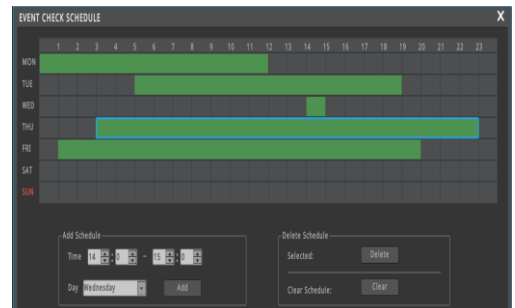 EVENT CHECK SCHEDULE X
1 2 3 4 5 6 7 8 9 10 11 12 13 14 15 16 17 18 19 20 21 22 23
MON
TUE
WED
THU
FRI
SAT
SUN
Add Schedule
Time 14 : 0 - 15 : 0
Day Wednesday Add
Delete Schedule
Selected: Delete
Clear Schedule: Clear